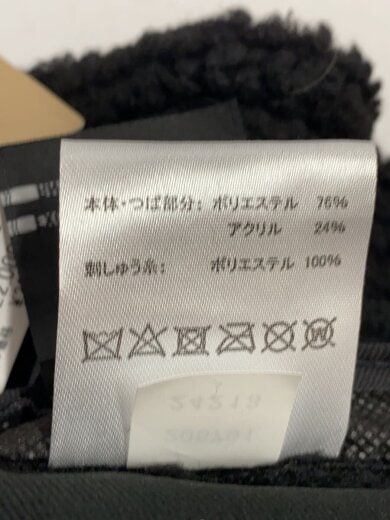 本体・つば部分: ポリエステル 76%
アクリル 24%
刺しゅう糸: ポリエステル 100%